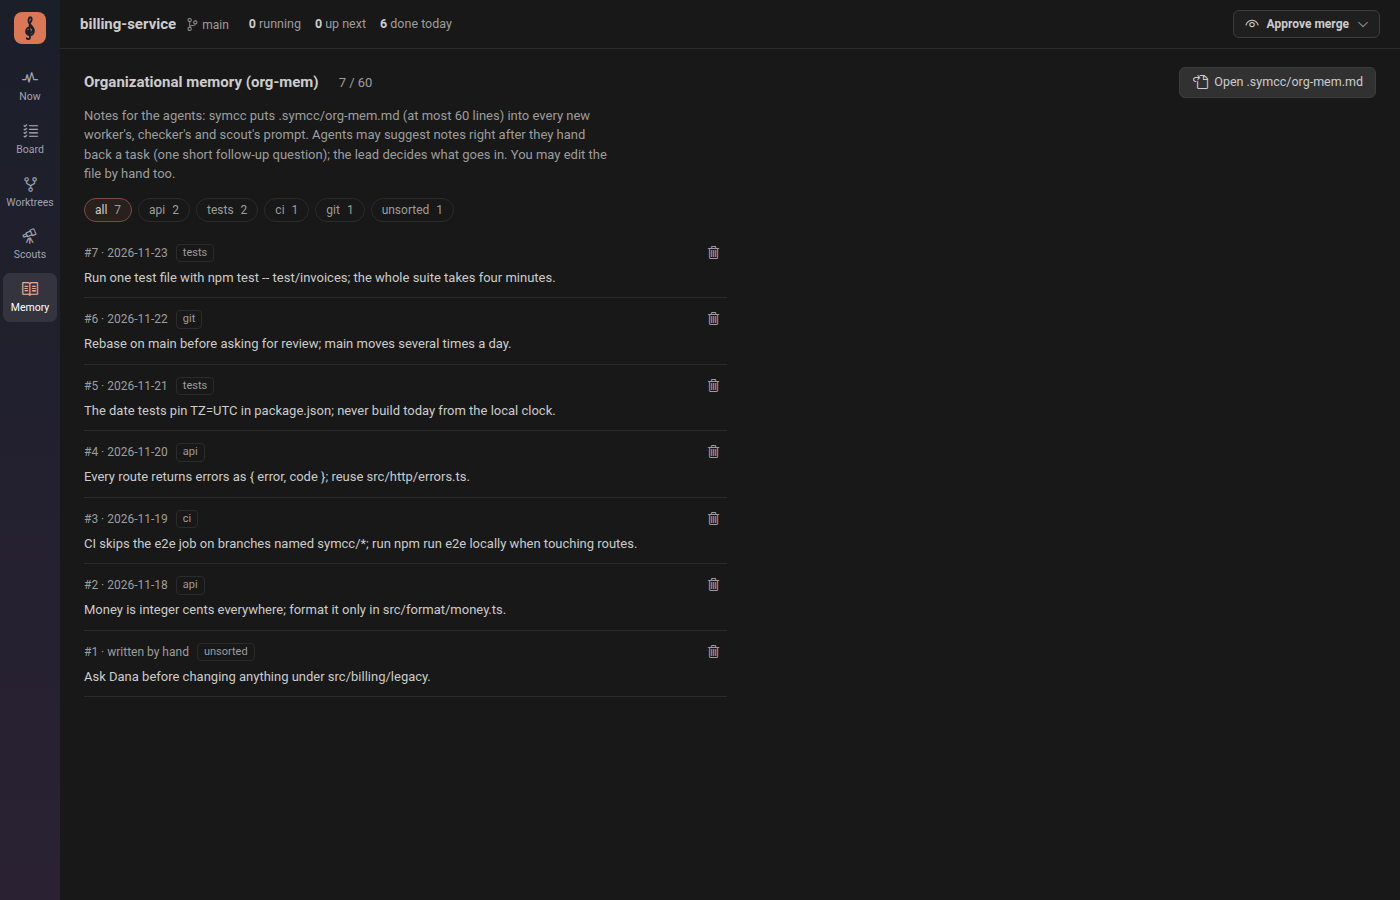 billing-service main 0 running 0 up next 6 done today Approve merge
Now
Board
Worktrees
Scouts
Memory
Organizational memory (org-mem) 7 / 60 Open .symcc/org-mem.md
Notes for the agents: symcc puts .symcc/org-mem.md (at most 60 lines) into every new
worker's, checker's and scout's prompt. Agents may suggest notes right after they hand
back a task (one short follow-up question); the lead decides what goes in. You may edit the
file by hand too.
all 7 api 2 tests 2 ci 1 git 1 unsorted 1
#7 · 2026-11-23 tests
Run one test file with npm test -- test/invoices; the whole suite takes four minutes.
#6 · 2026-11-22 git
Rebase on main before asking for review; main moves several times a day.
#5 · 2026-11-21 tests
The date tests pin TZ=UTC in package.json; never build today from the local clock.
#4 · 2026-11-20 api
Every route returns errors as { error, code }; reuse src/http/errors.ts.
#3 · 2026-11-19 ci
CI skips the e2e job on branches named symcc/*; run npm run e2e locally when touching routes.
#2 · 2026-11-18 api
Money is integer cents everywhere; format it only in src/format/money.ts.
#1 · written by hand unsorted
Ask Dana before changing anything under src/billing/legacy.